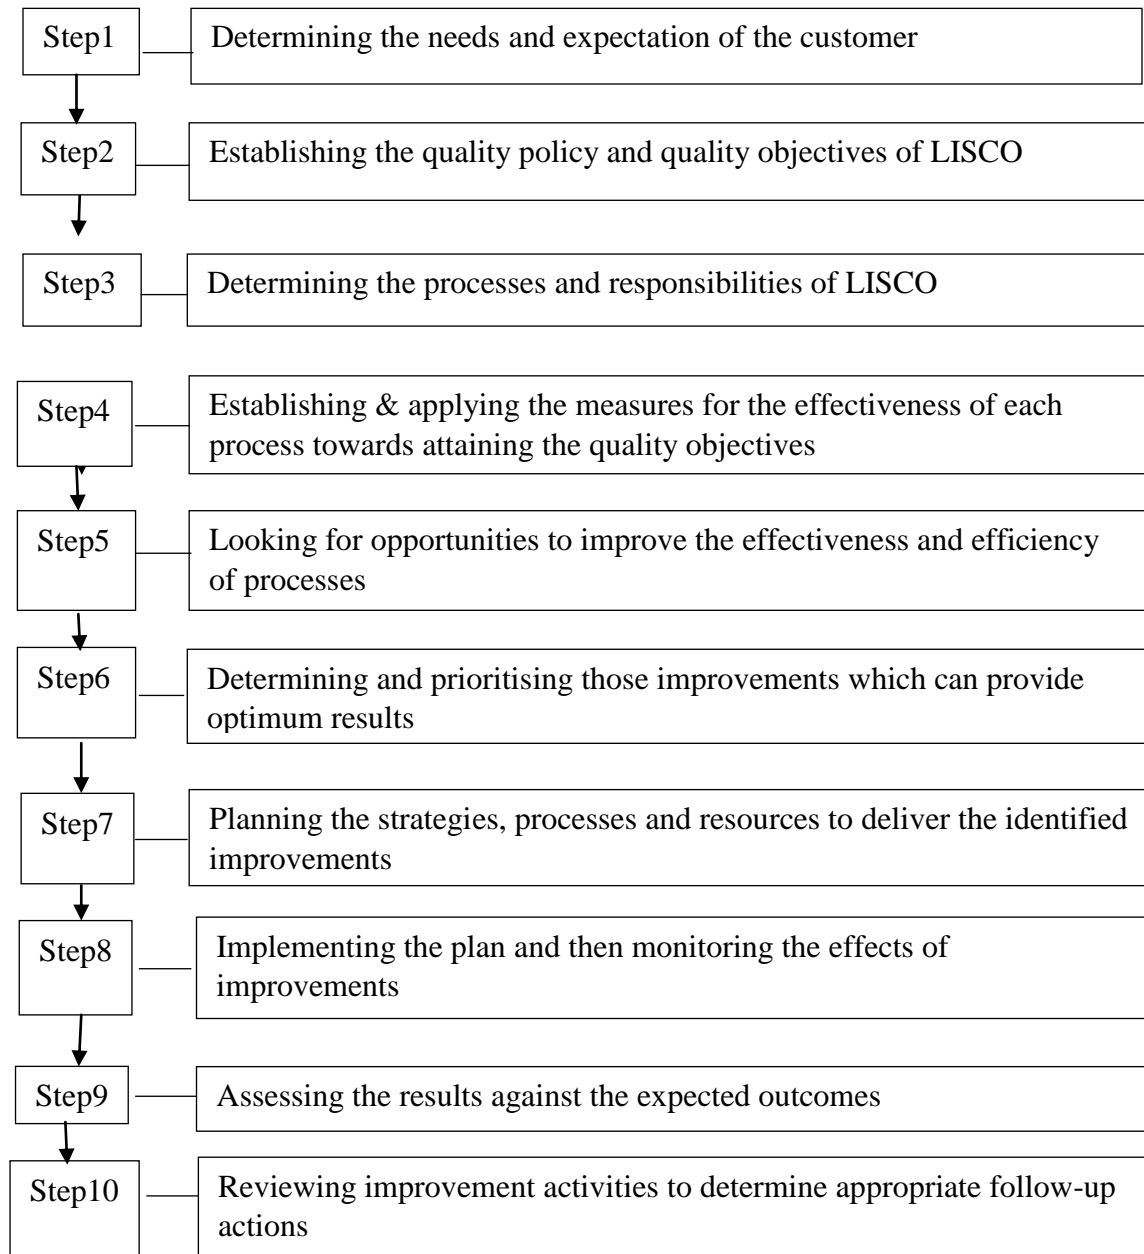 Step1
Determining the needs and expectation of the customer
Step2
Establishing the quality policy and quality objectives of LISCO
Step3
Determining the processes and responsibilities of LISCO
Step4
Establishing & applying the measures for the effectiveness of each
process towards attaining the quality objectives
Step5
Looking for opportunities to improve the effectiveness and efficiency
of processes
Step6
Determining and prioritising those improvements which can provide
optimum results
Step7
Planning the strategies, processes and resources to deliver the identified
improvements
Step8
Implementing the plan and then monitoring the effects of
improvements
Step9
Assessing the results against the expected outcomes
Step10
Reviewing improvement activities to determine appropriate follow-up
actions